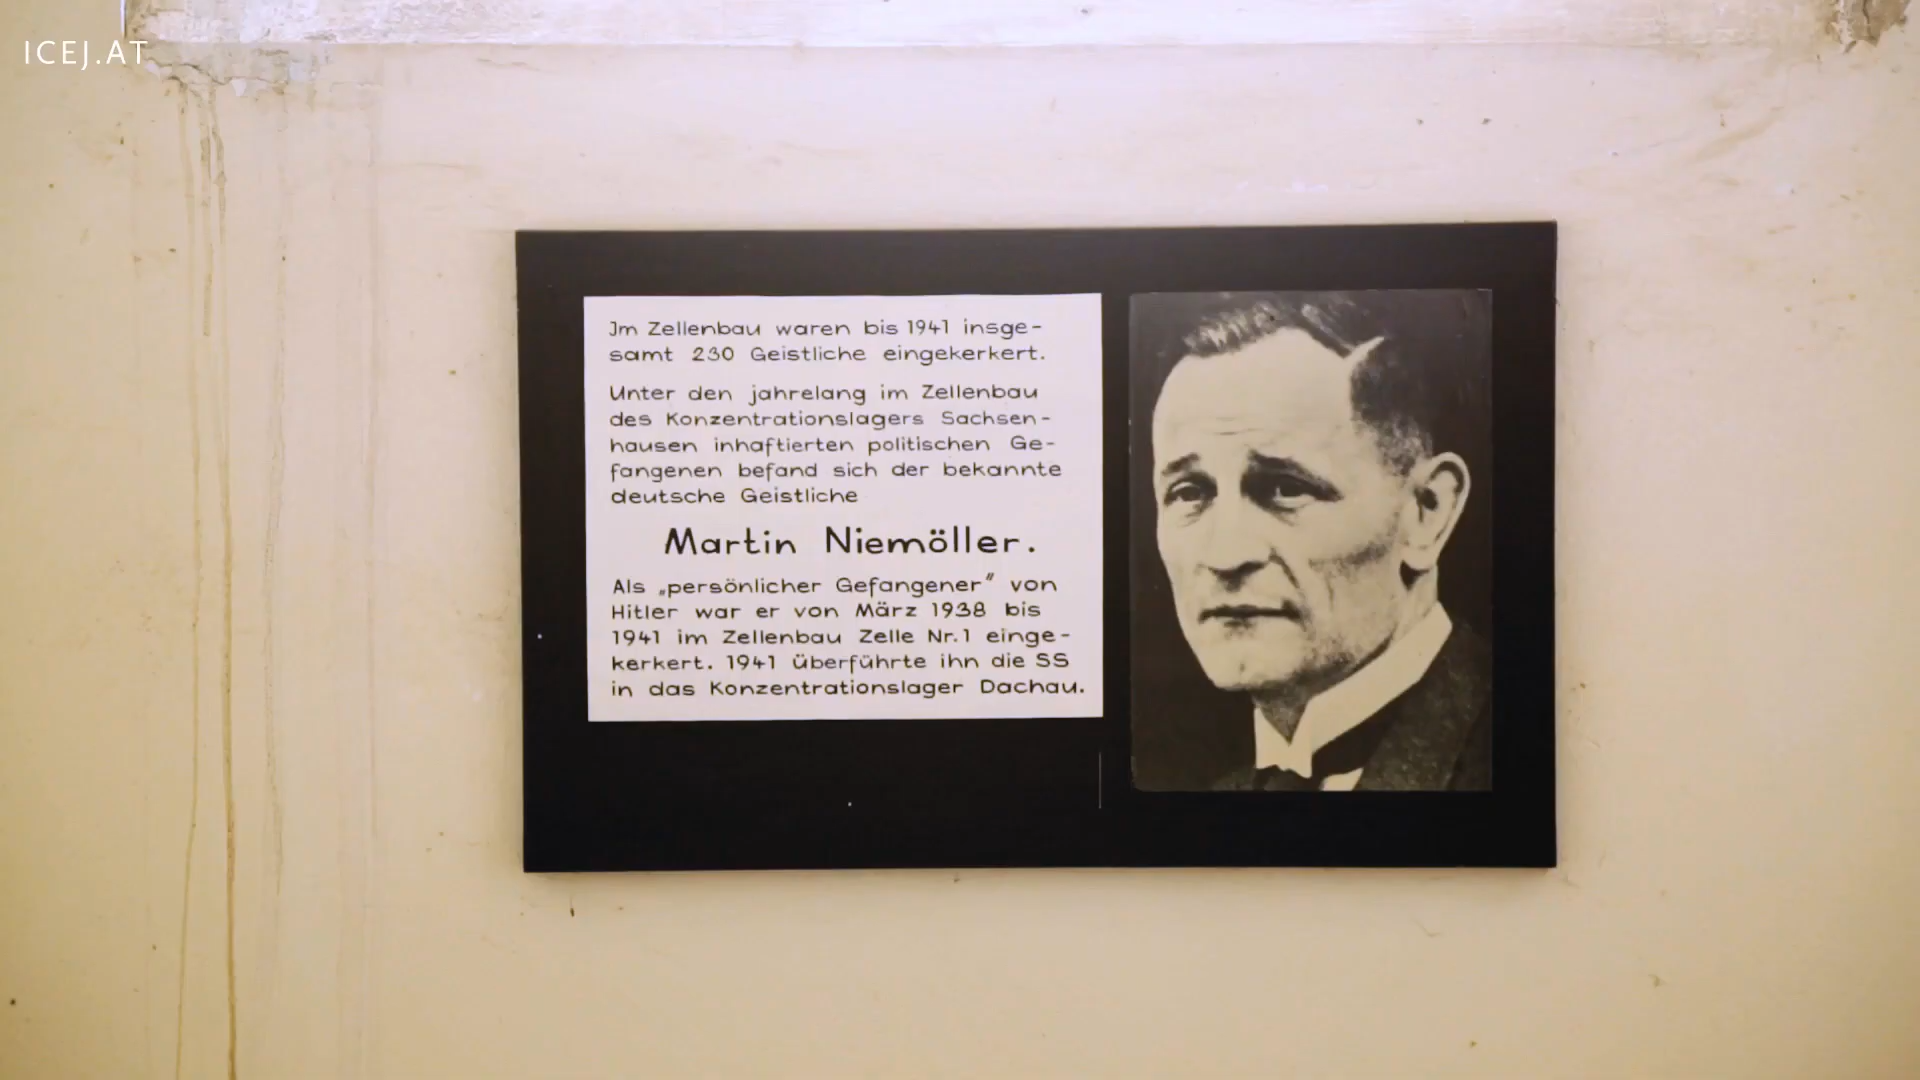 ICEJ.AT
Im Zellenbau waren bis 1941 insge-
samt 230 Geistliche eingekerkert.
Unter den jahrelang im Zellenbau
des Konzentrationslagers Sachsen-
hausen inhaftierten politischen Ge-
fangenen befand sich der bekannte
deutsche Geistliche
Martin Niemöller.
Als „persönlicher Gefangener” von
Hitler war er von März 1938 bis
1941 im Zellenbau Zelle Nr.1 einge-
kerkert. 1941 überführte ihn die SS
in das Konzentrationslager Dachau.